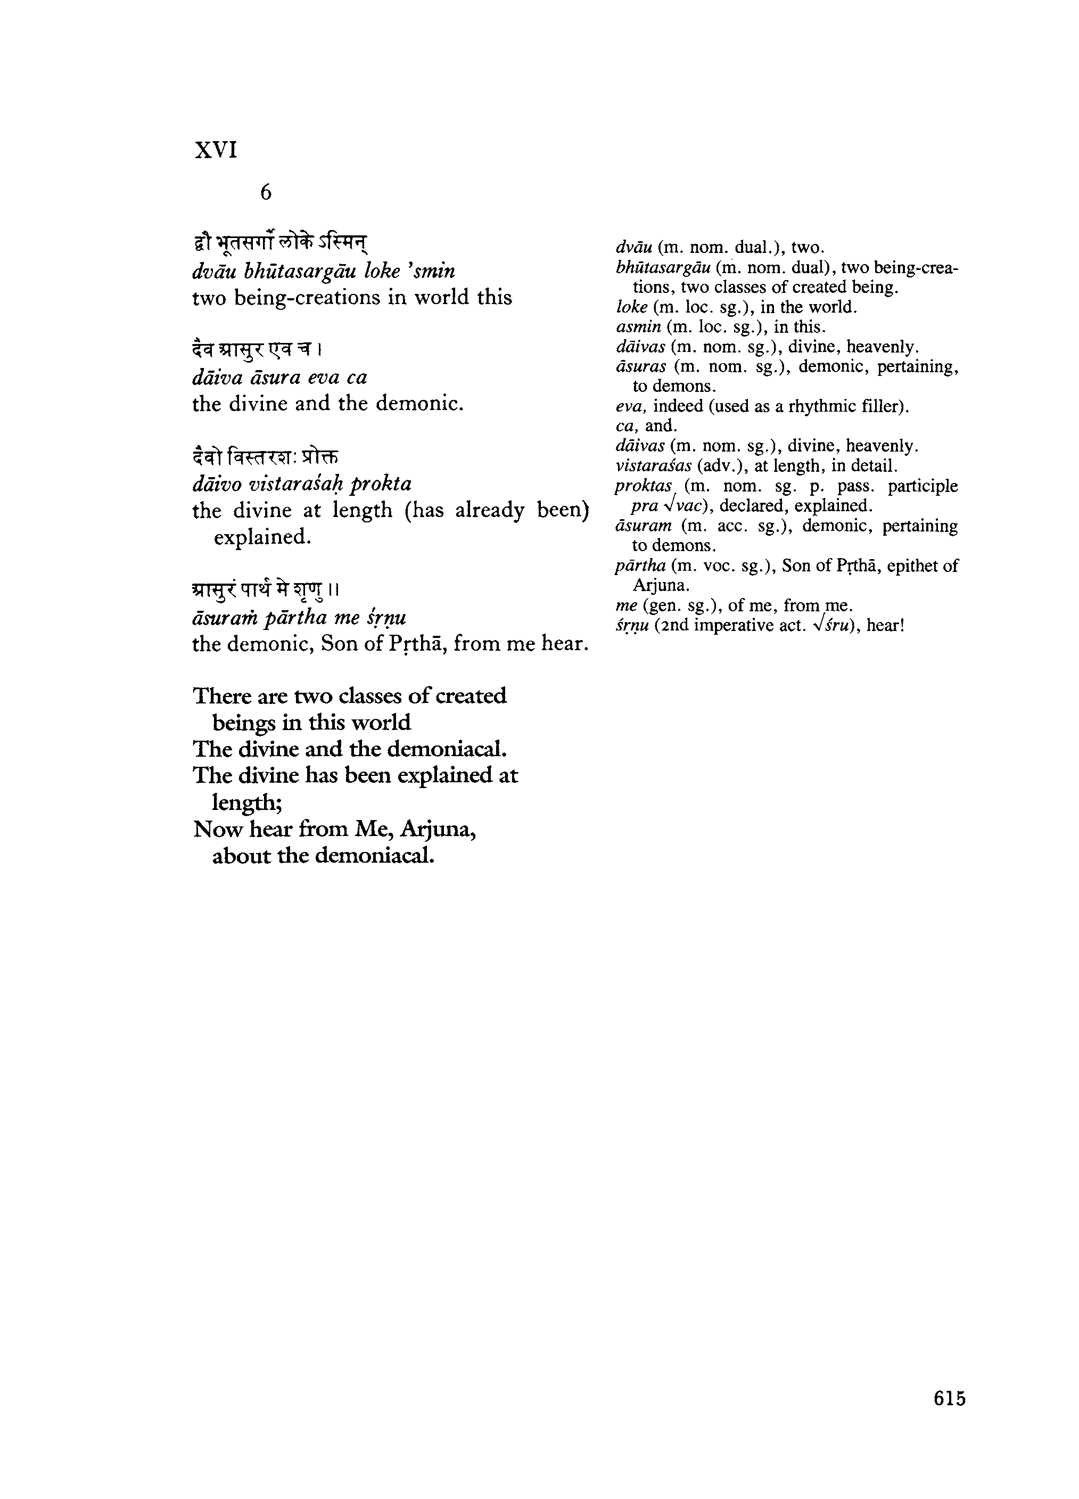 XVI
6
द्वौ भूतसर्गौ लोके ऽस्मिन्
dvāu bhūtasargāu loke 'smin
two being-creations in world this
दैव आसुर एव च ।
dāiva āsura eva ca
the divine and the demonic.
दैवो विस्तरशः प्रोक्त
dāivo vistaraśaḥ prokta
the divine at length (has already been)
explained.
आसुरं पार्थ मे शृणु ।।
āsuraṁ pārtha me śṛṇu
the demonic, Son of Pṛthā, from me hear.
There are two classes of created
beings in this world
The divine and the demoniacal.
The divine has been explained at
length;
Now hear from Me, Arjuna,
about the demoniacal.
dvāu (m. nom. dual.), two.
bhūtasargāu (m. nom. dual), two being-crea-
tions, two classes of created being.
loke (m. loc. sg.), in the world.
asmin (m. loc. sg.), in this.
dāivas (m. nom. sg.), divine, heavenly.
āsuras (m. nom. sg.), demonic, pertaining,
to demons.
eva, indeed (used as a rhythmic filler).
ca, and.
dāivas (m. nom. sg.), divine, heavenly.
vistaraśas (adv.), at length, in detail.
proktas (m. nom. sg. p. pass. participle
pra √vac), declared, explained.
āsuram (m. acc. sg.), demonic, pertaining
to demons.
pārtha (m. voc. sg.), Son of Pṛthā, epithet of
Arjuna.
me (gen. sg.), of me, from me.
śṛṇu (2nd imperative act. √śru), hear!
615